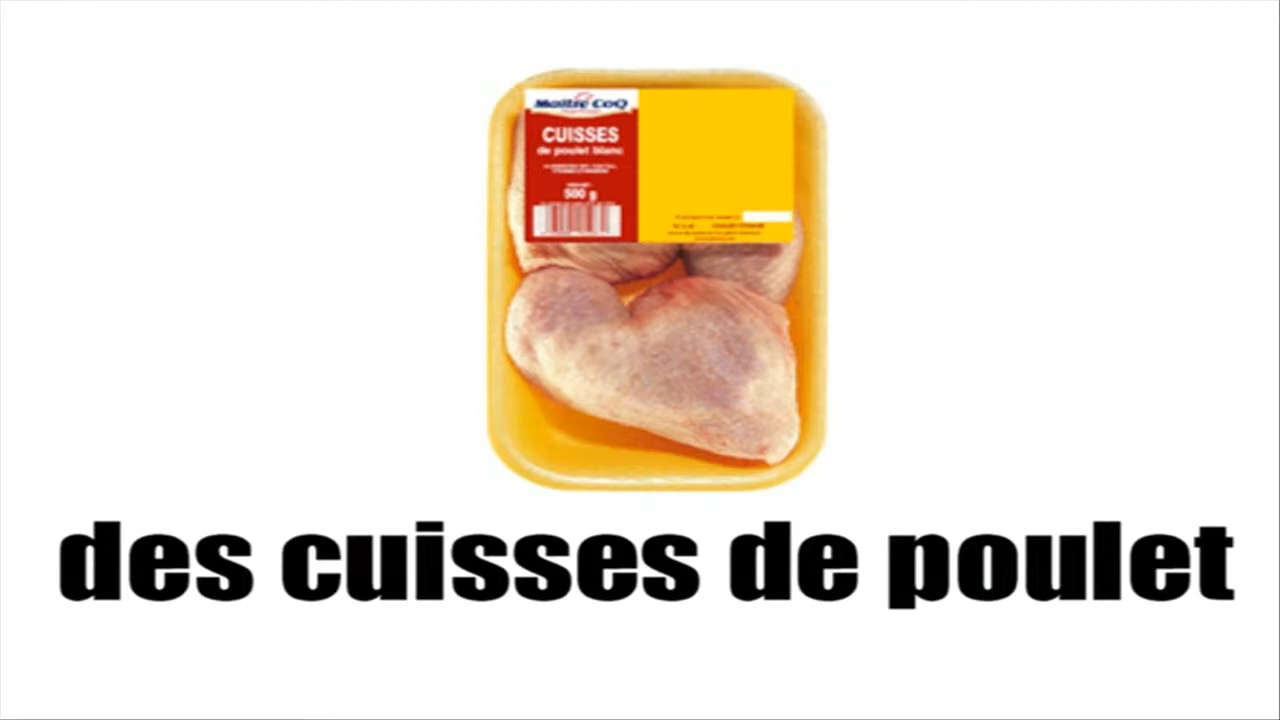 Maître CoQ
CUISSES
de poulet blanc
500 g
des cuisses de poulet